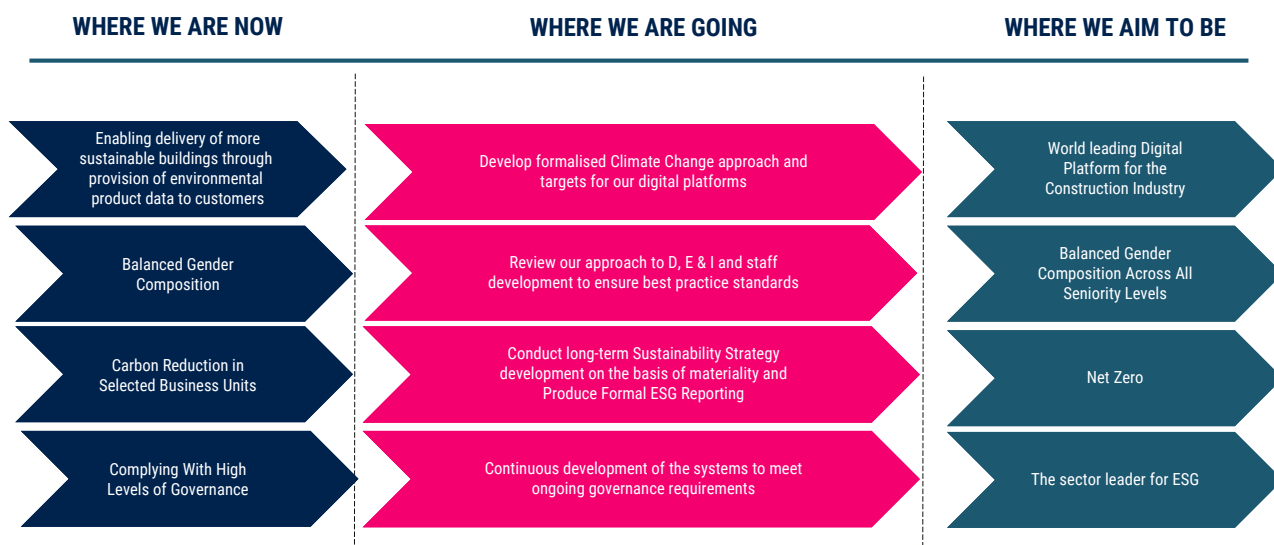 WHERE WE ARE NOW
WHERE WE ARE GOING
WHERE WE AIM TO BE
Enabling delivery of more
sustainable buildings through
provision of environmental
product data to customers
Develop formalised Climate Change approach and
targets for our digital platforms
World leading Digital
Platform for the
Construction Industry
Balanced Gender
Composition
Review our approach to D, E & I and staff
development to ensure best practice standards
Balanced Gender
Composition Across All
Seniority Levels
Carbon Reduction in
Selected Business Units
Conduct long-term Sustainability Strategy
development on the basis of materiality and
Produce Formal ESG Reporting
Net Zero
Complying With High
Levels of Governance
Continuous development of the systems to meet
ongoing governance requirements
The sector leader for ESG